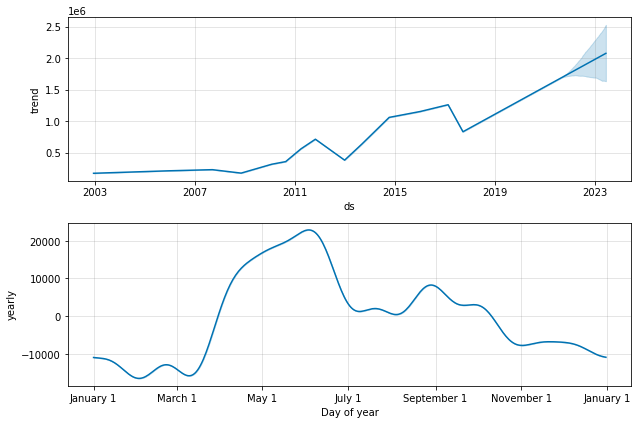 1e6
2.5
2.0
1.5
1.0
0.5
trend
2003 2007 2011 2015 2019 2023
ds
20000
10000
0
−10000
yearly
January 1 March 1 May 1 July 1 September 1 November 1 January 1
Day of year